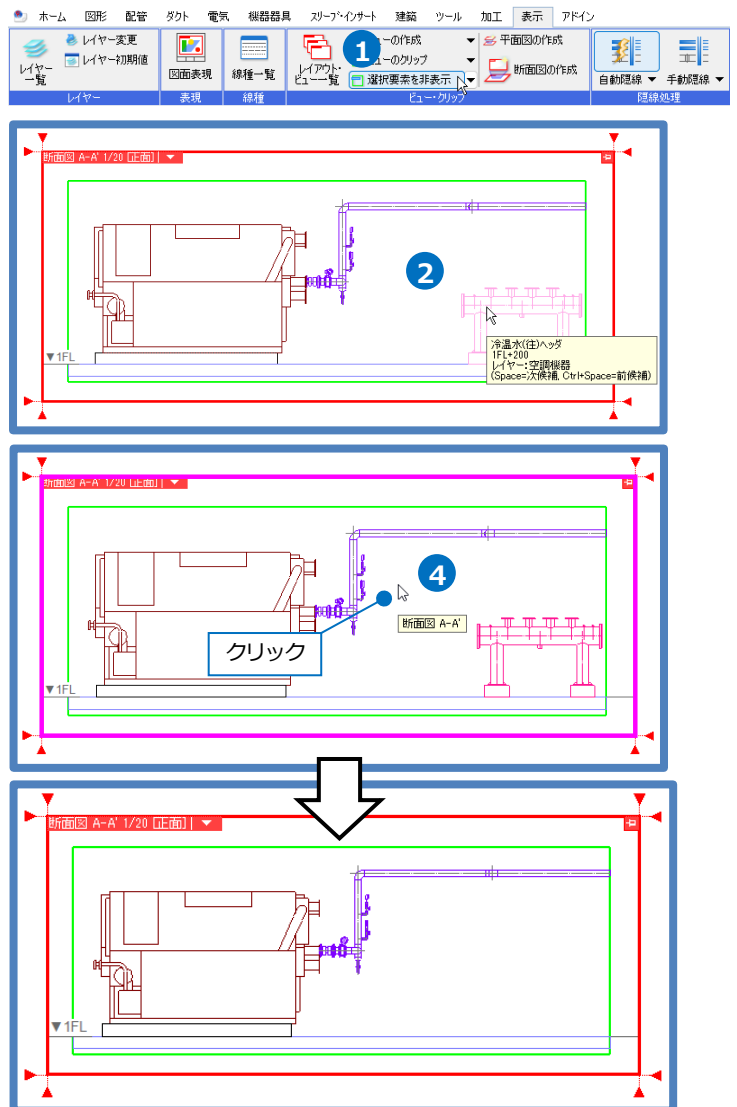 ホーム 図形 配管 ダクト 電気 機器器具 スリーブ・インサート 建築 ツール 加工 表示 アドイン
レイヤー一覧
レイヤー変更
レイヤー初期値
レイヤー
図面表現
表現
線種一覧
線種
レイアウト・ビュー一覧
1
ーの作成
ーのクリップ
選択要素を非表示
平面図の作成
断面図の作成
ビュー・クリップ
自動隠線
手動隠線
隠線処理
断面図 A-A' 1/20 [正面]
2
▼1FL
冷温水(往)ヘッダ
1FL+200
レイヤー:空調機器
(Space=次候補, Ctrl+Space=前候補)
断面図 A-A' 1/20 [正面]
4
断面図 A-A'
クリック
▼1FL
断面図 A-A' 1/20 [正面]
▼1FL